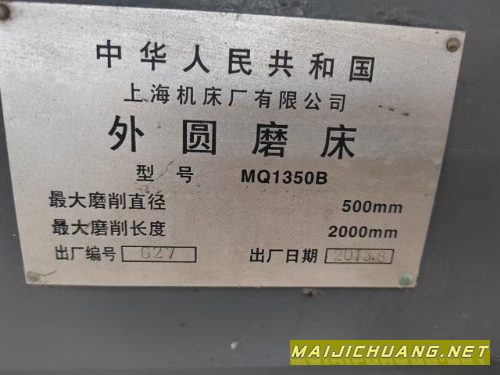 中华人民共和国
上海机床厂有限公司
外圆磨床
型号 MQ1350B
最大磨削直径 500mm
最大磨削长度 2000mm
出厂编号 627 出厂日期 2013.8
MAIJICHUANG.NET